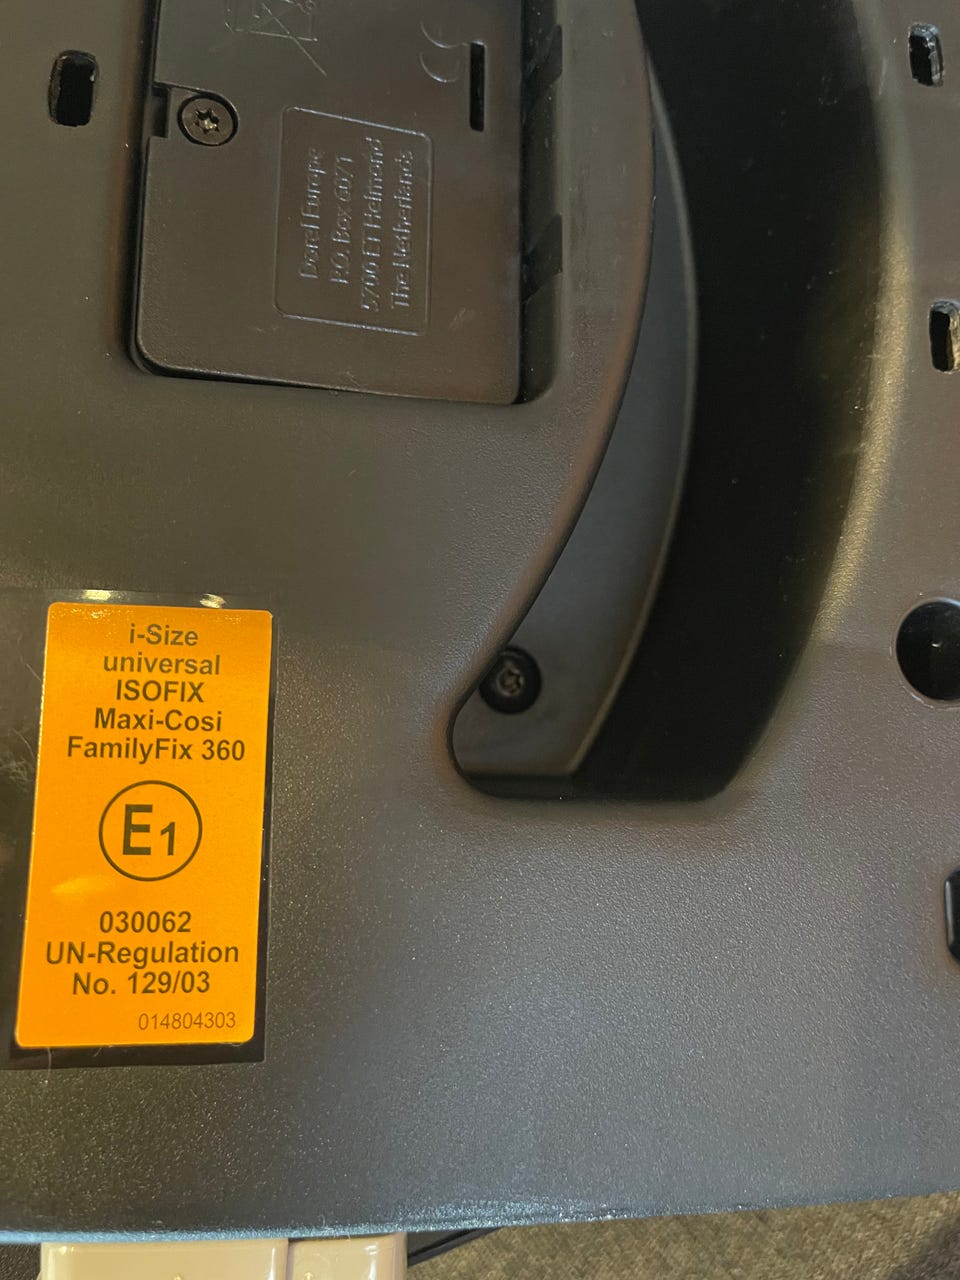 CE
Dorel Europe
P.O. Box 6071
5700 ET Helmond
The Netherlands
i-Size
universal
ISOFIX
Maxi-Cosi
FamilyFix 360
E1
030062
UN-Regulation
No. 129/03
014804303